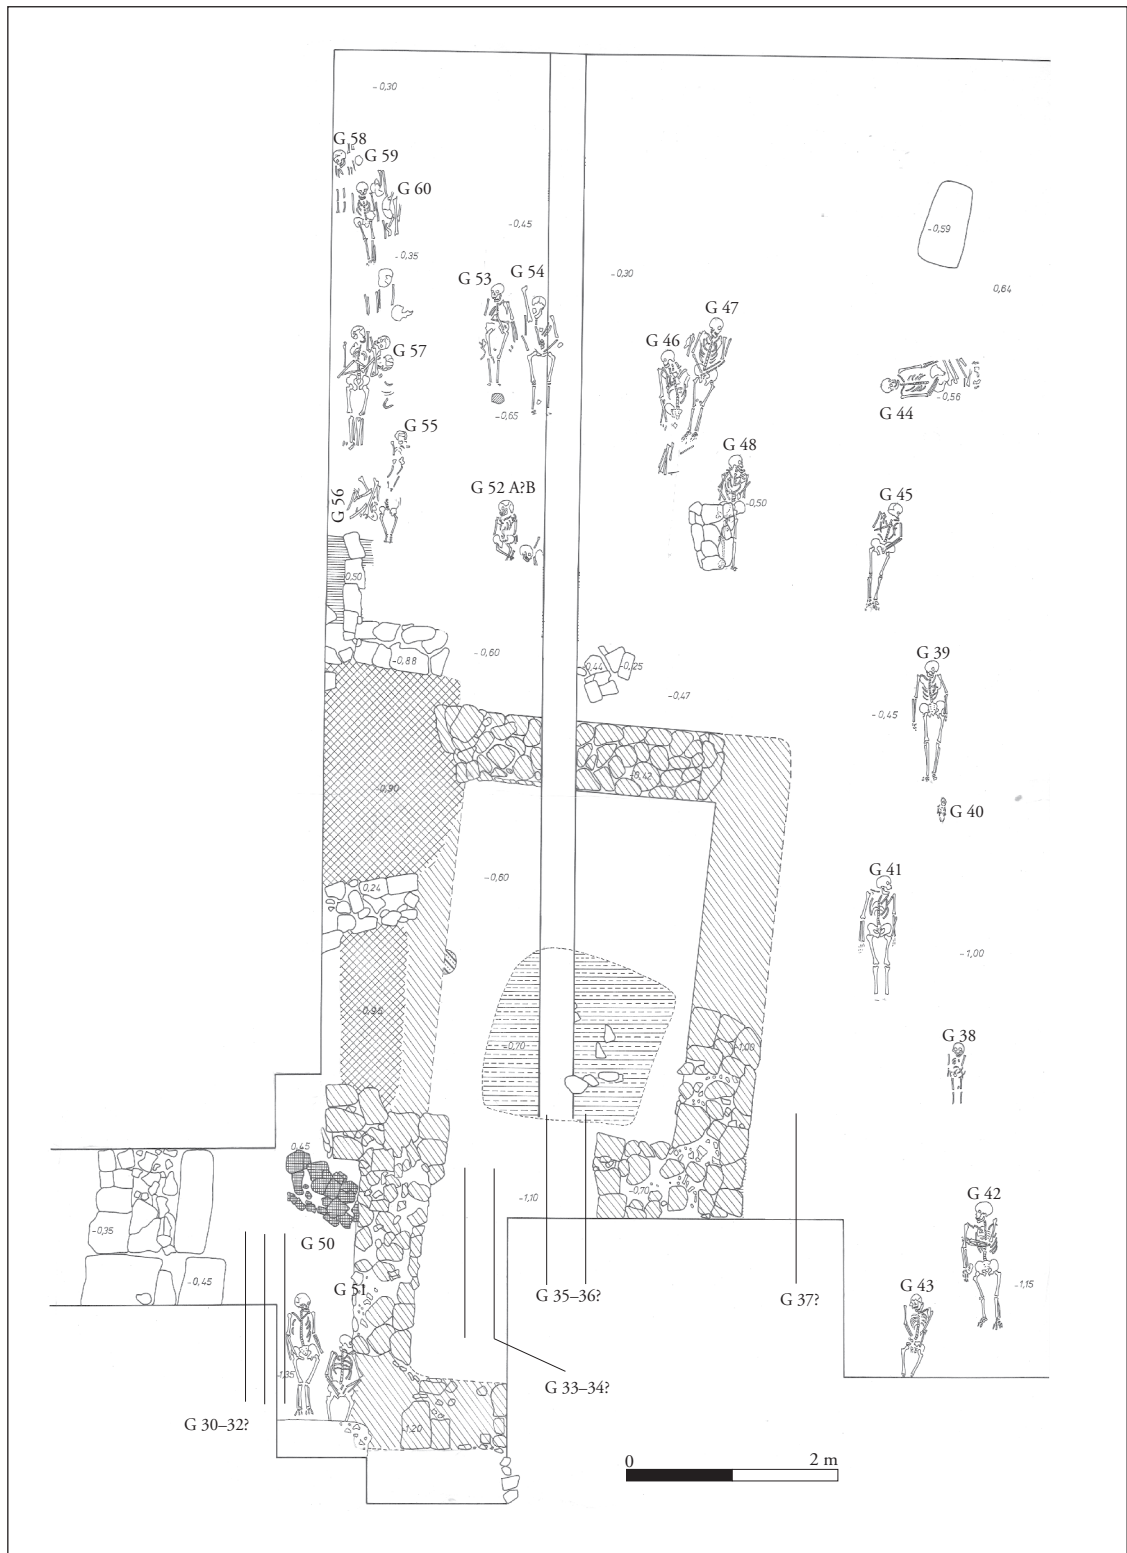 -0,30
G 58
G 59
G 60
-0,59
-0,45
-0,35
G 53
G 54
-0,30
0,64
G 47
G 46
G 57
-0,56
G 44
-0,65
G 55
G 48
G 56
G 52 A?B
-0,50
G 45
-0,50
-0,60
G 39
-0,88
0,44
-0,25
-0,47
-0,45
-0,42
-0,90
G 40
G 41
0,24
-0,60
-1,00
-0,95
G 38
-0,70
-1,00
0,45
-0,70
G 42
-1,10
-0,35
G 50
-0,45
G 51
G 35–36?
G 37?
G 43
-1,15
-1,35
G 33–34?
G 30–32?
-1,20
0
2 m